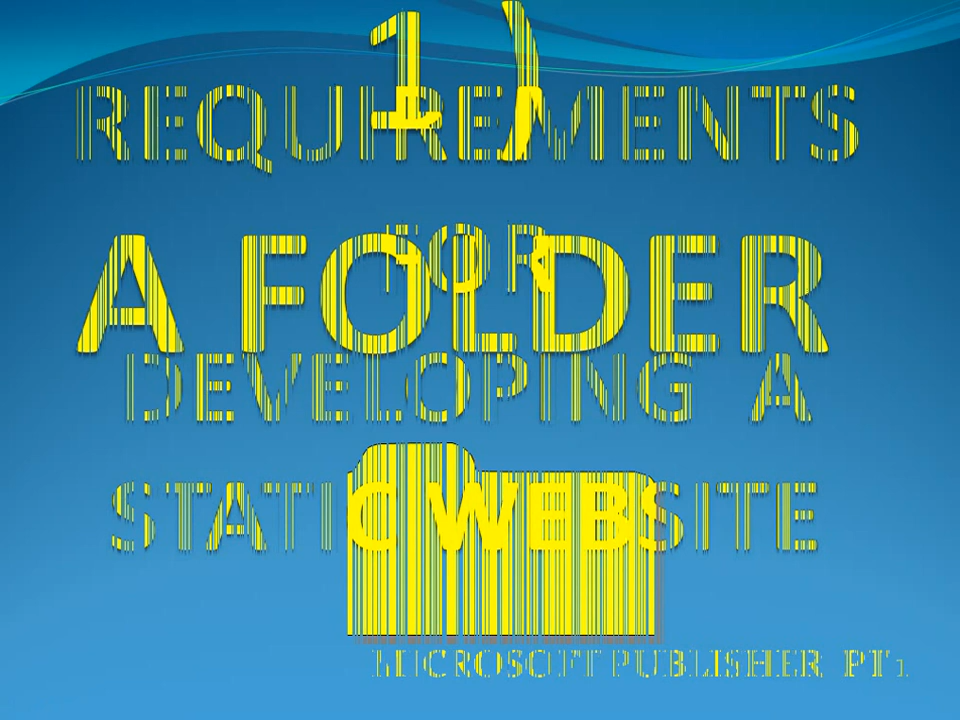 1)
REQUIREMENTS
FOR
A FOLDER
DEVELOPING A
STATIC WEBSITE
MICROSOFT PUBLISHER PT1